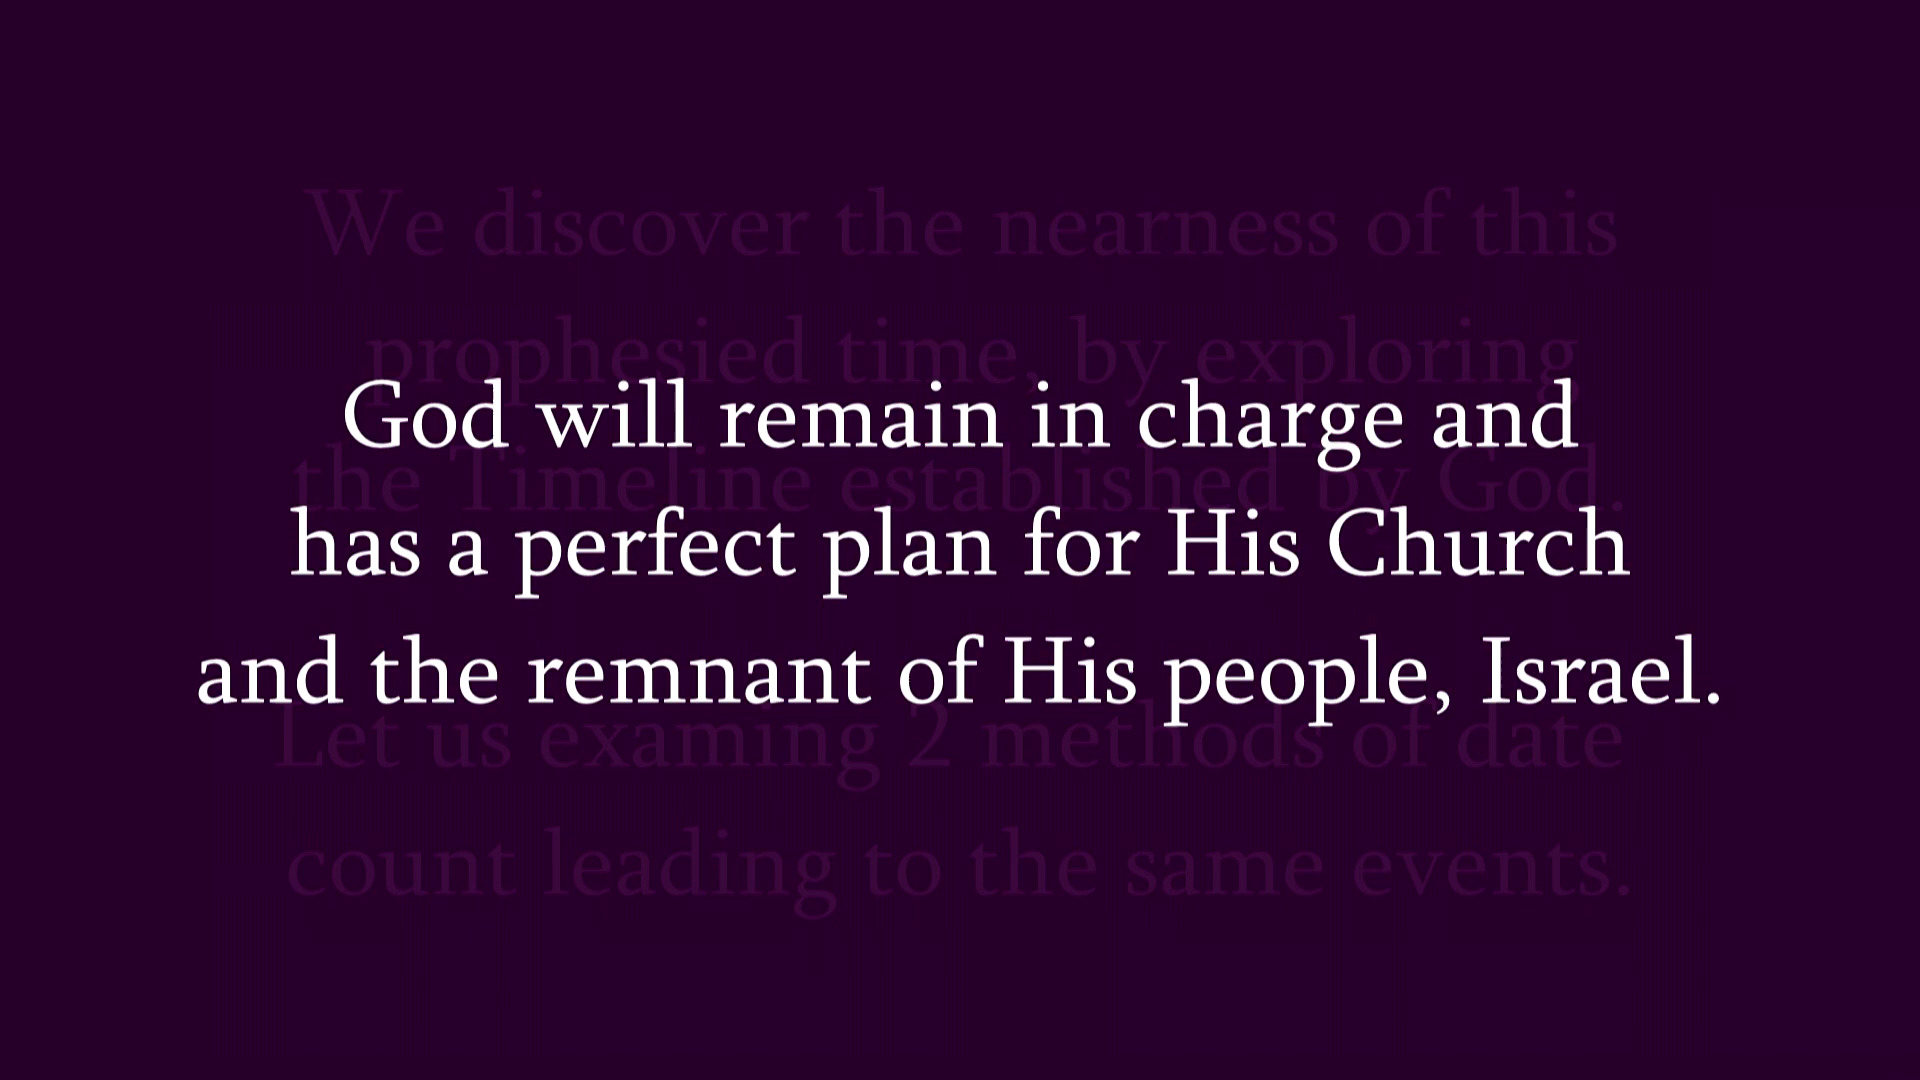 We discover the nearness of this
prophesied time, by exploring
God will remain in charge and
the Timeline established by God.
has a perfect plan for His Church
and the remnant of His people, Israel.
Let us examing 2 methods of date
count leading to the same events.